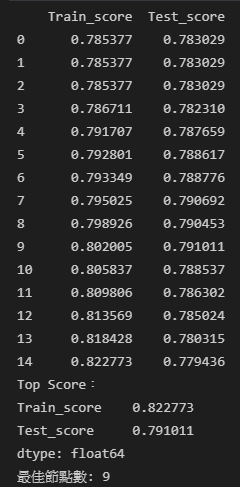 Train_score Test_score
0 0.785377 0.783029
1 0.785377 0.783029
2 0.785377 0.783029
3 0.786711 0.782310
4 0.791707 0.787659
5 0.792801 0.788617
6 0.793349 0.788776
7 0.795025 0.790692
8 0.798926 0.790453
9 0.802005 0.791011
10 0.805837 0.788537
11 0.809806 0.786302
12 0.813569 0.785024
13 0.818428 0.780315
14 0.822773 0.779436
Top Score：
Train_score 0.822773
Test_score 0.791011
dtype: float64
最佳節點數: 9